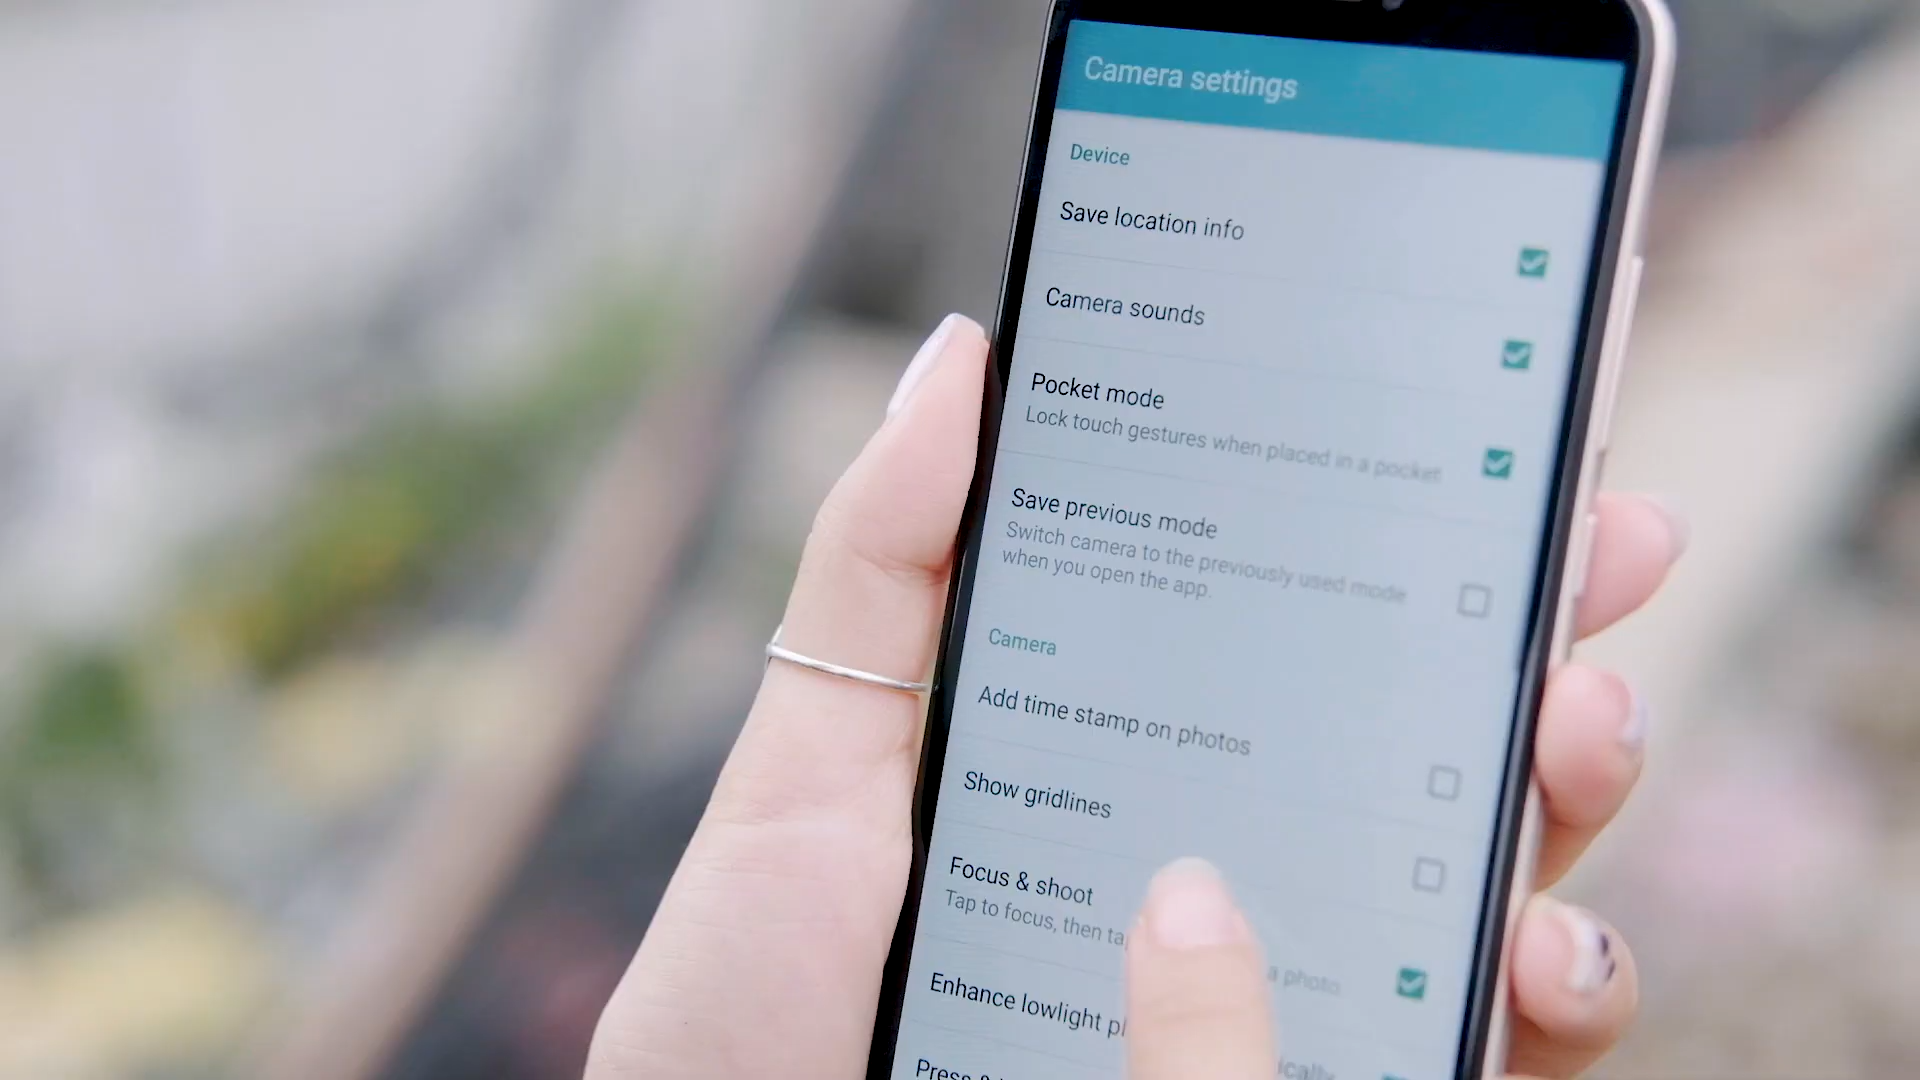 Camera settings
Device
Save location info
Camera sounds
Pocket mode
Lock touch gestures when placed in a pocket
Save previous mode
Switch camera to the previously used mode
when you open the app.
Camera
Add time stamp on photos
Show gridlines
Focus & shoot
Tap to focus, then a photo
Enhance lowlight